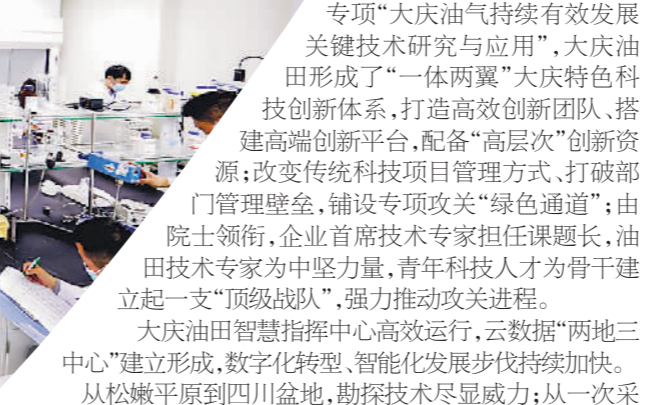 专项“大庆油气持续有效发展
关键技术研究与应用”,大庆油
田形成了“一体两翼”大庆特色科
技创新体系,打造高效创新团队、搭
建高端创新平台,配备“高层次”创新资
源;改变传统科技项目管理方式、打破部
门管理壁垒,铺设专项攻关“绿色通道”;由
院士领衔,企业首席技术专家担任课题长,油
田技术专家为中坚力量,青年科技人才为骨干建
立起一支“顶级战队”,强力推动攻关进程。
大庆油田智慧指挥中心高效运行,云数据“两地三
中心”建立形成,数字化转型、智能化发展步伐持续加快。
从松嫩平原到四川盆地,勘探技术尽显威力;从一次采